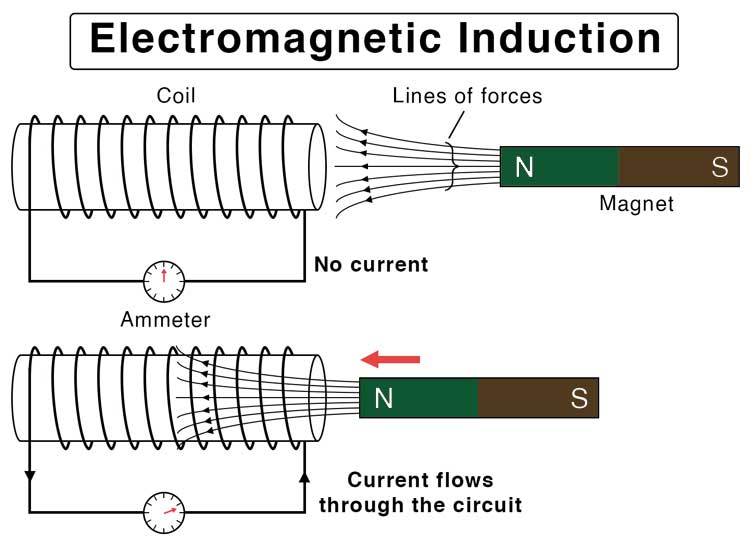 Electromagnetic Induction
Coil
Lines of forces
N
S
Magnet
No current
Ammeter
N
S
Current flows
through the circuit